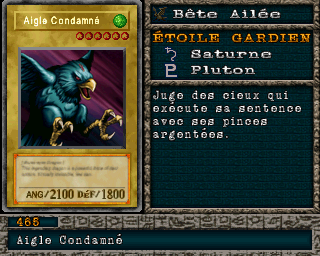 Aigle Condamné
ANG/2100 DéF/1800
Bête Ailée
ÉTOILE GARDIEN
Saturne
Pluton
Juge des cieux qui
exécute sa sentence
avec ses pinces
argentées.
465
Aigle Condamné